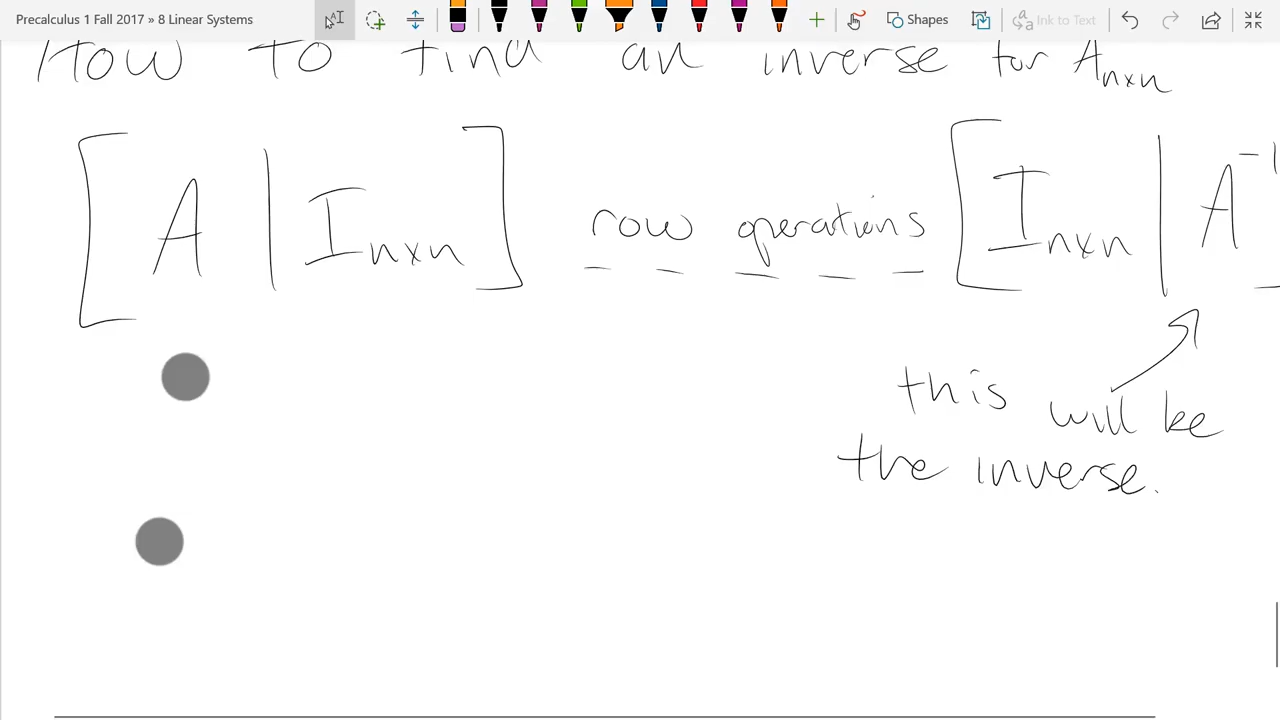 Precalculus 1 Fall 2017 » 8 Linear Systems
Shapes
Ink to Text
How to find an inverse for Aₙₓₙ
[ A | Iₙₓₙ ] row operations [ Iₙₓₙ | A⁻¹ ]
this will be
the inverse.